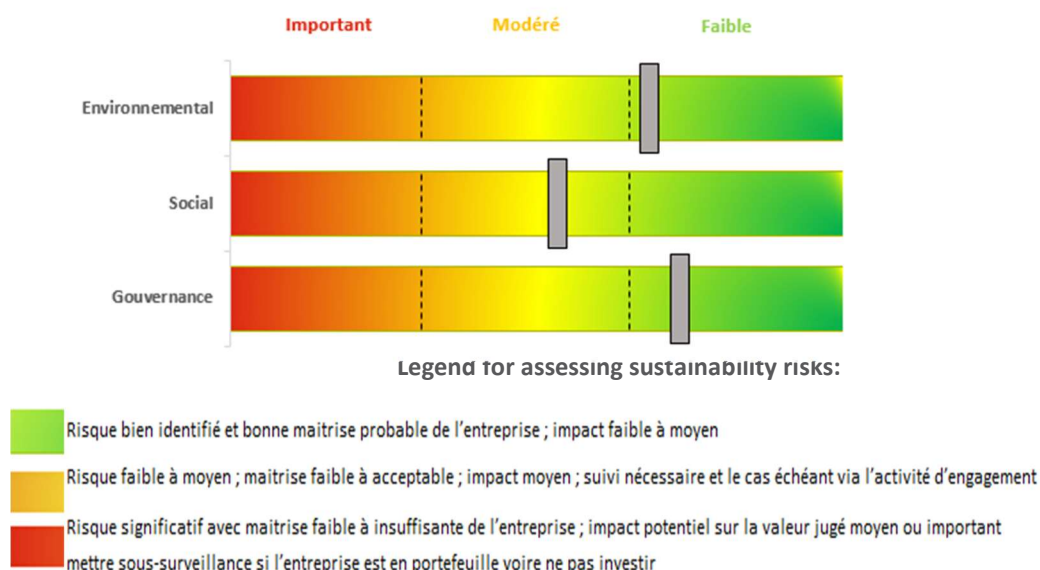 Important Modéré Faible
Environnemental
Social
Gouvernance
Legend for assessing sustainability risks:
Risque bien identifié et bonne maitrise probable de l'entreprise ; impact faible à moyen
Risque faible à moyen ; maitrise faible à acceptable ; impact moyen ; suivi nécessaire et le cas échéant via l'activité d'engagement
Risque significatif avec maitrise faible à insuffisante de l'entreprise ; impact potentiel sur la valeur jugé moyen ou important
mettre sous-surveillance si l'entreprise est en portefeuille voire ne pas investir